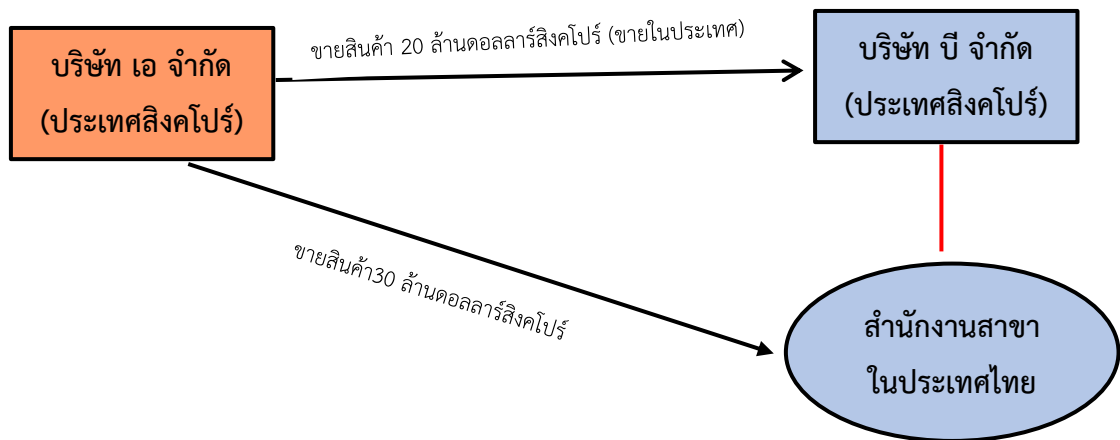 บริษัท เอ จำกัด
(ประเทศสิงคโปร์)
ขายสินค้า 20 ล้านดอลลาร์สิงคโปร์ (ขายในประเทศ)
บริษัท บี จำกัด
(ประเทศสิงคโปร์)
ขายสินค้า30 ล้านดอลลาร์สิงคโปร์
สำนักงานสาขา
ในประเทศไทย